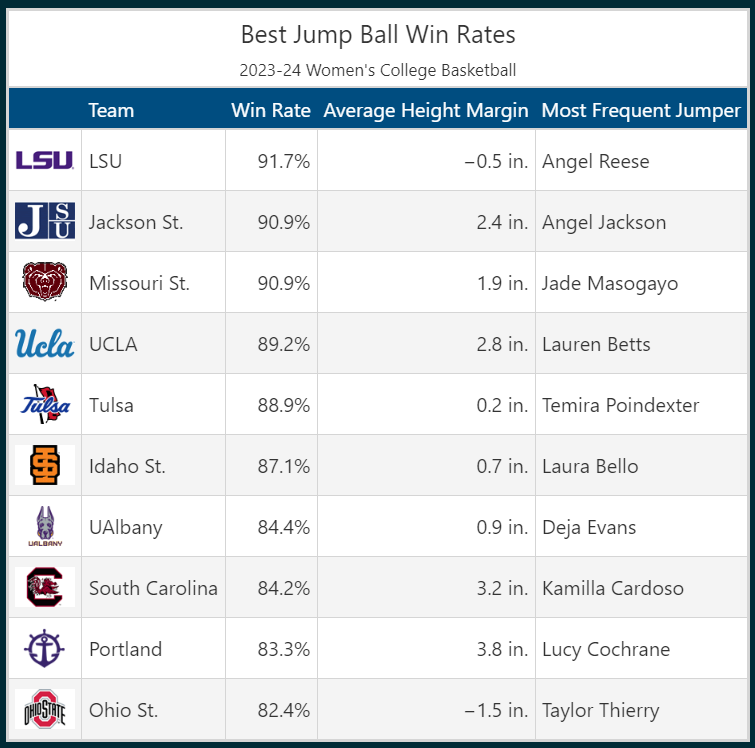 Best Jump Ball Win Rates
2023-24 Women's College Basketball
Team Win Rate Average Height Margin Most Frequent Jumper
LSU LSU 91.7% −0.5 in. Angel Reese
JSU Jackson St. 90.9% 2.4 in. Angel Jackson
Missouri St. 90.9% 1.9 in. Jade Masogayo
Ucla UCLA 89.2% 2.8 in. Lauren Betts
Tulsa Tulsa 88.9% 0.2 in. Temira Poindexter
IS Idaho St. 87.1% 0.7 in. Laura Bello
UALBANY UAlbany 84.4% 0.9 in. Deja Evans
C South Carolina 84.2% 3.2 in. Kamilla Cardoso
Portland 83.3% 3.8 in. Lucy Cochrane
OHIO STATE Ohio St. 82.4% −1.5 in. Taylor Thierry